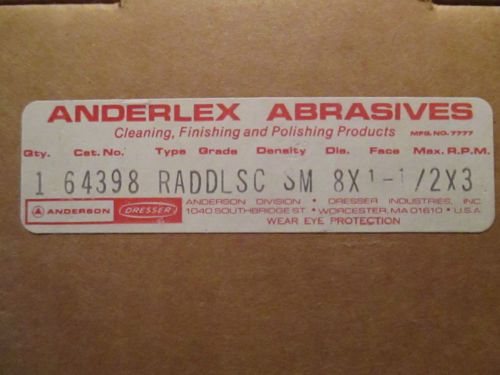 ANDERLEX ABRASIVES
Cleaning, Finishing and Polishing Products MFG. NO. 7777
Qty. Cat. No. Type Grade Density Dia. Face Max. R.P.M.
1 64398 RADDLSC SM 8X1-1/2X3
ANDERSON DRESSER ANDERSON DIVISION • DRESSER INDUSTRIES, INC.
1040 SOUTHBRIDGE ST • WORCESTER, MA 01610 • U.S.A
WEAR EYE PROTECTION